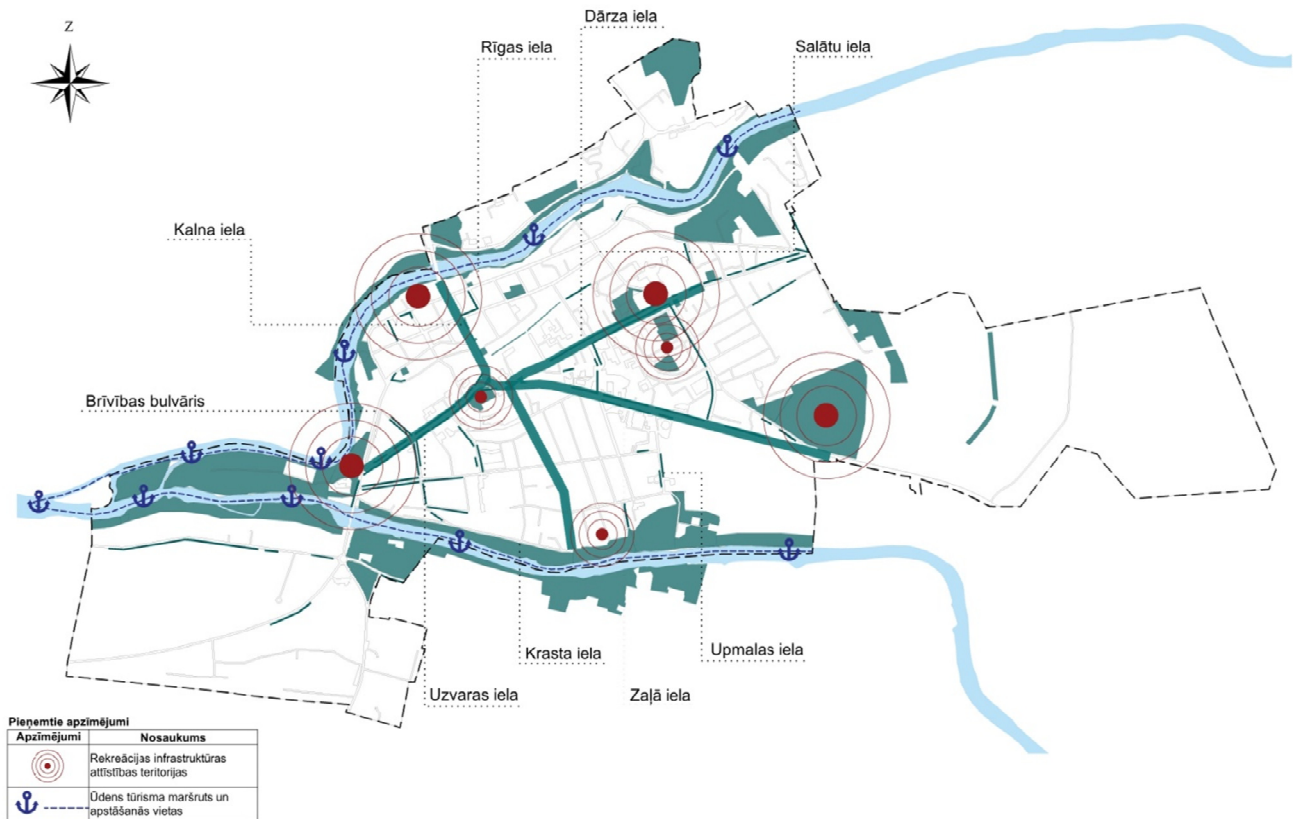 Dārza iela
Z
Rīgas iela
Salātu iela
Kalna iela
Brīvības bulvāris
Krasta iela
Upmalas iela
Uzvaras iela
Zaļā iela
Pieņemtie apzīmējumi
Apzīmējumi
Nosaukums
Rekreācijas infrastruktūras
attīstības teritorijas
Ūdens tūrisma maršruts un
apstāšanās vietas